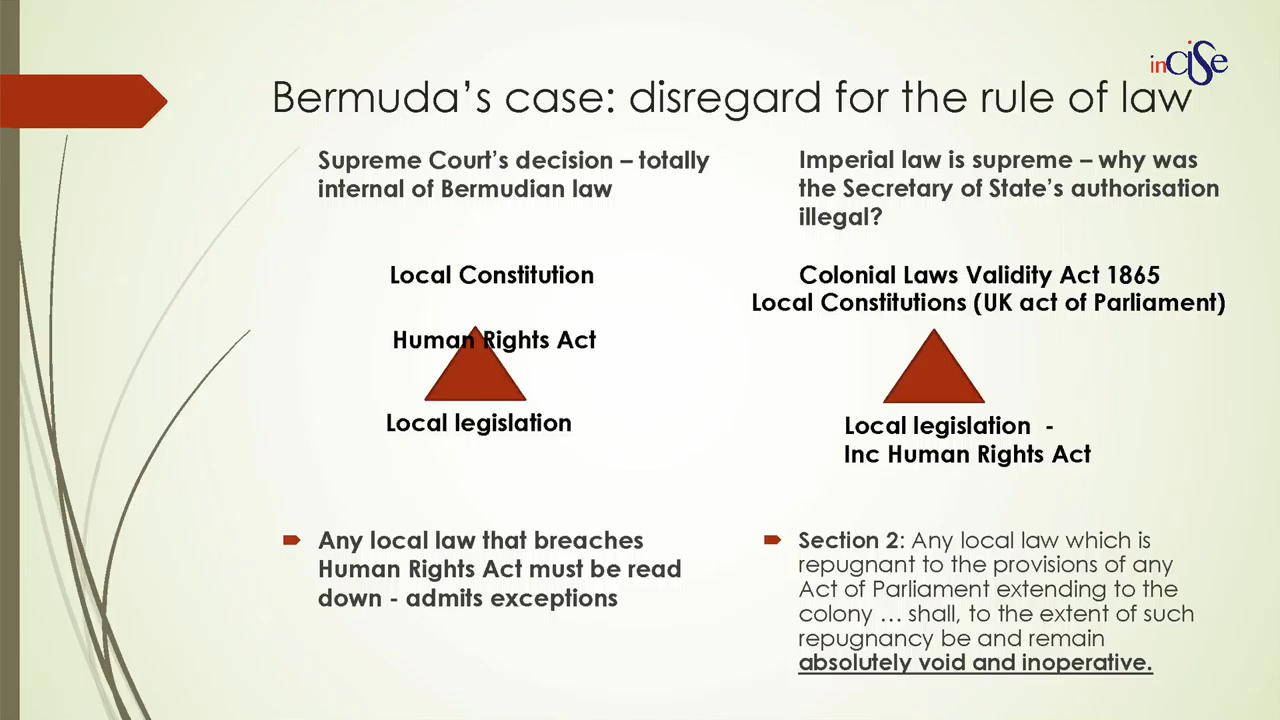 inCiSe
Bermuda's case: disregard for the rule of law
Supreme Court's decision – totally
internal of Bermudian law
Local Constitution
Human Rights Act
Local legislation
Any local law that breaches
Human Rights Act must be read
down - admits exceptions
Imperial law is supreme – why was
the Secretary of State's authorisation
illegal?
Colonial Laws Validity Act 1865
Local Constitutions (UK act of Parliament)
Local legislation -
Inc Human Rights Act
Section 2: Any local law which is
repugnant to the provisions of any
Act of Parliament extending to the
colony … shall, to the extent of such
repugnancy be and remain
absolutely void and inoperative.